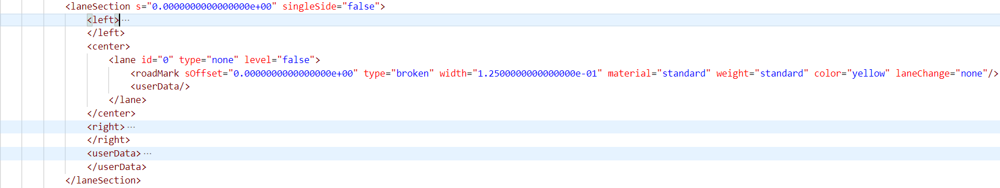 <laneSection s="0.0000000000000000e+00" singleSide="false">
<left>···
</left>
<center>
<lane id="0" type="none" level="false">
<roadMark sOffset="0.0000000000000000e+00" type="broken" width="1.2500000000000000e-01" material="standard" weight="standard" color="yellow" laneChange="none"/>
<userData/>
</lane>
</center>
<right>···
</right>
<userData>···
</userData>
</laneSection>